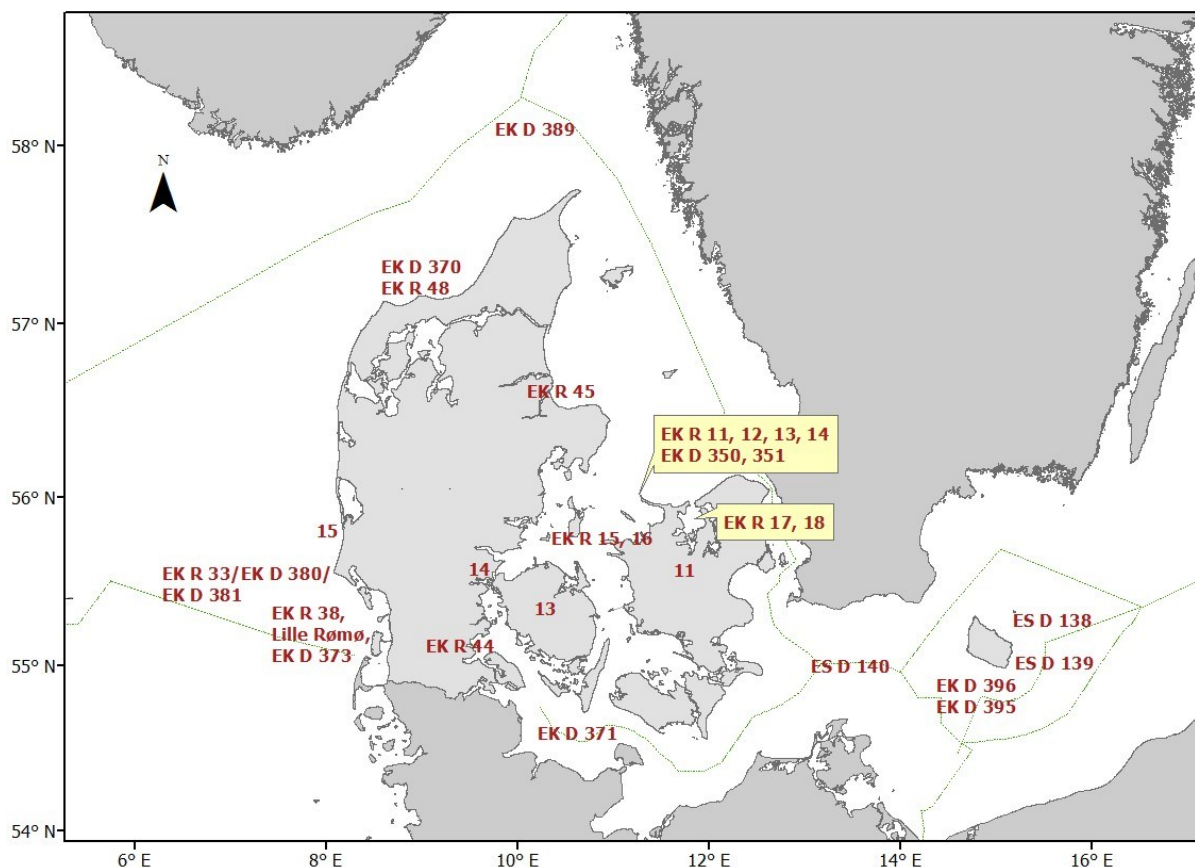 58° N
EK D 389
N
EK D 370
EK R 48
57° N
EK R 45
EK R 11, 12, 13, 14
EK D 350, 351
56° N
EK R 17, 18
15
EK R 15, 16
14
11
EK R 33/EK D 380/
EK D 381
13
EK R 38,
Lille Rømø,
EK D 373
ES D 138
EK R 44
55° N
ES D 140
ES D 139
EK D 396
EK D 395
EK D 371
54° N
6° E
8° E
10° E
12° E
14° E
16° E